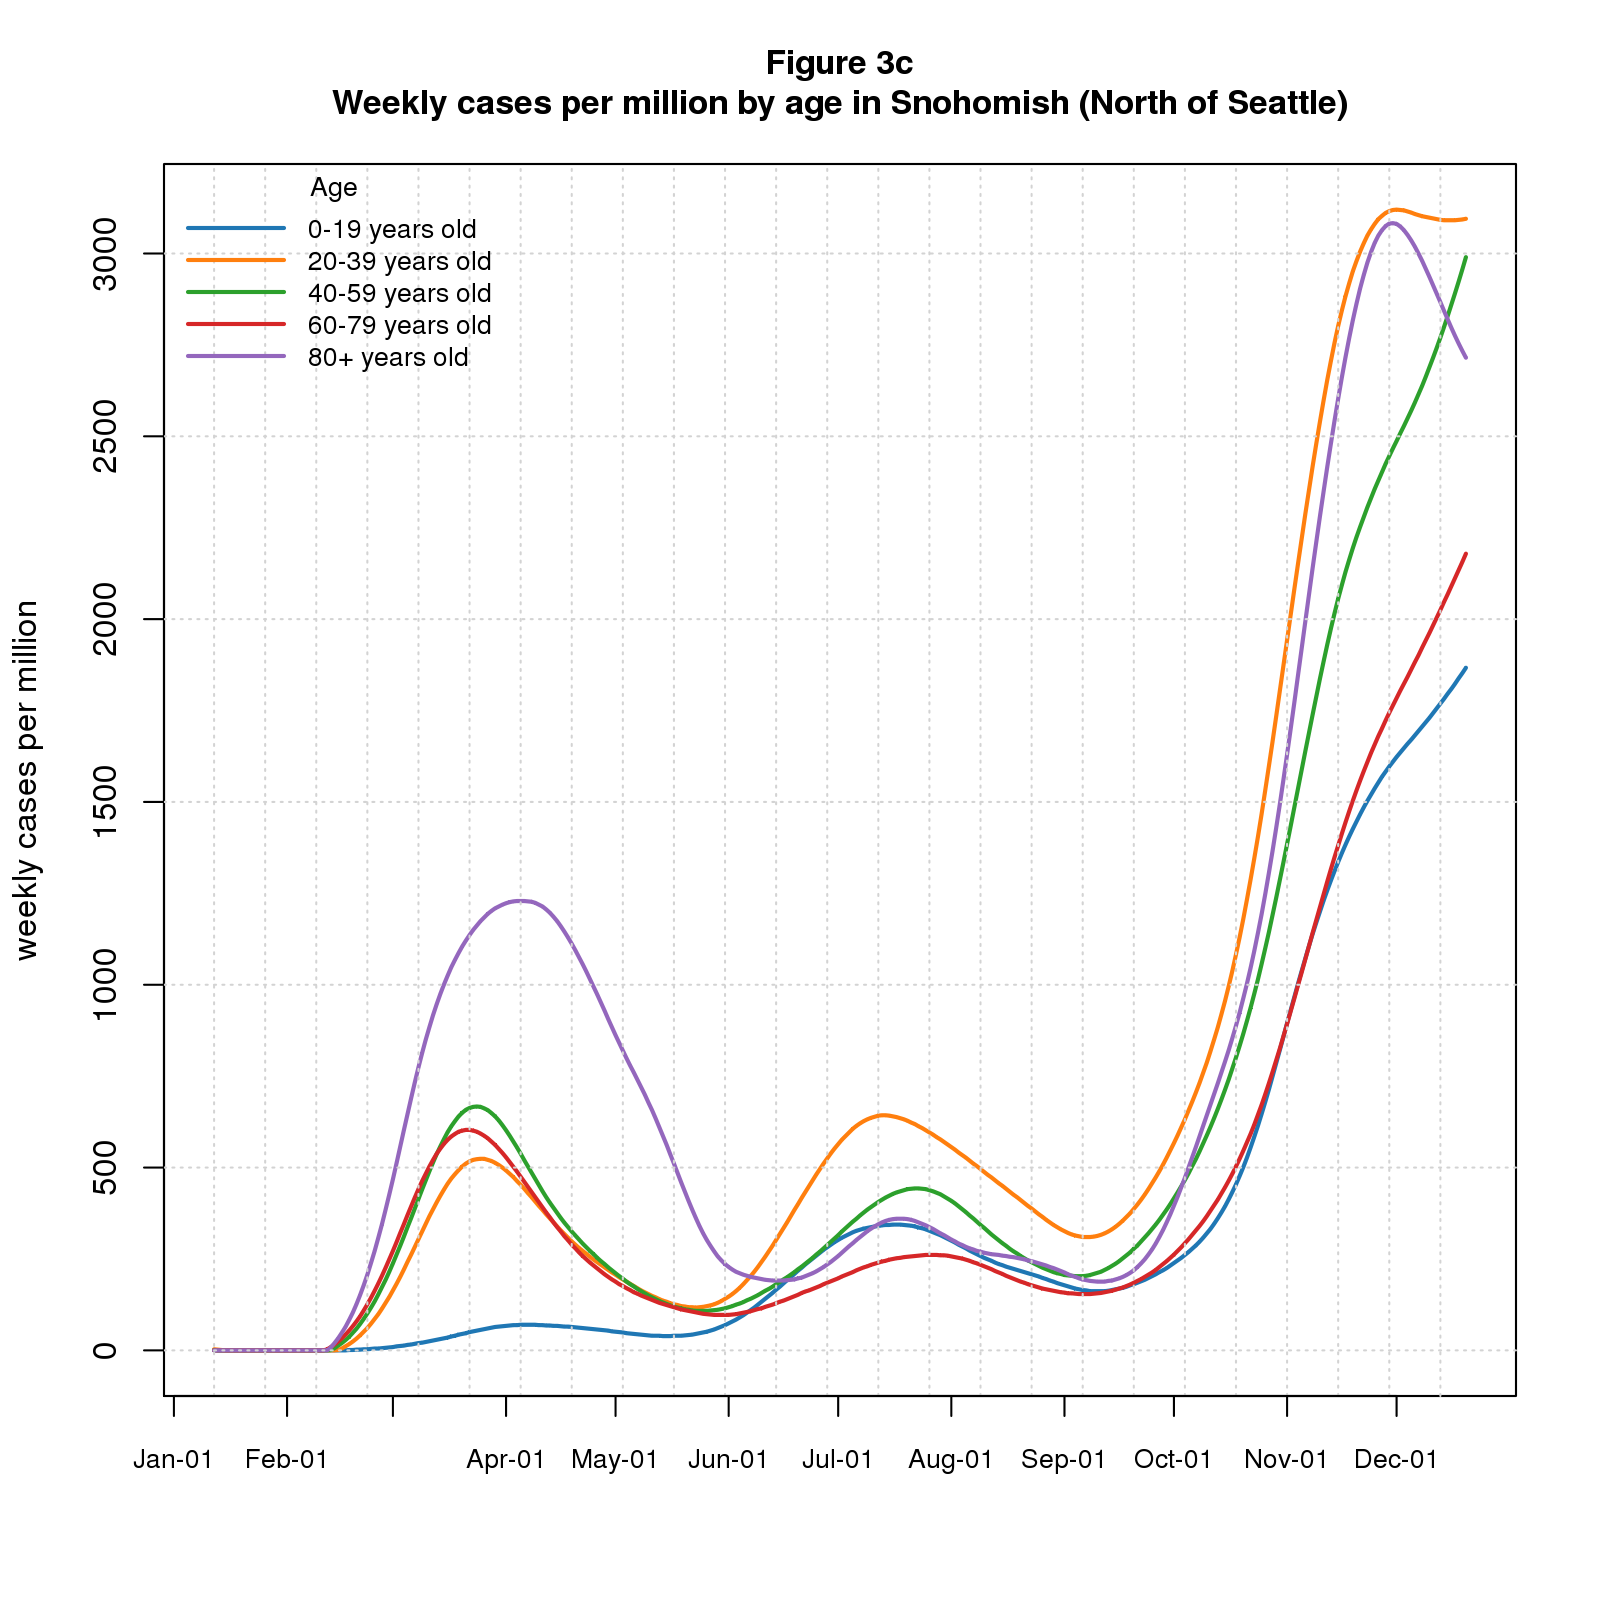 Figure 3c
Weekly cases per million by age in Snohomish (North of Seattle)
Age
0-19 years old
20-39 years old
40-59 years old
60-79 years old
80+ years old
weekly cases per million
3000
2500
2000
1500
1000
500
0
Jan-01 Feb-01 Apr-01 May-01 Jun-01 Jul-01 Aug-01 Sep-01 Oct-01 Nov-01 Dec-01